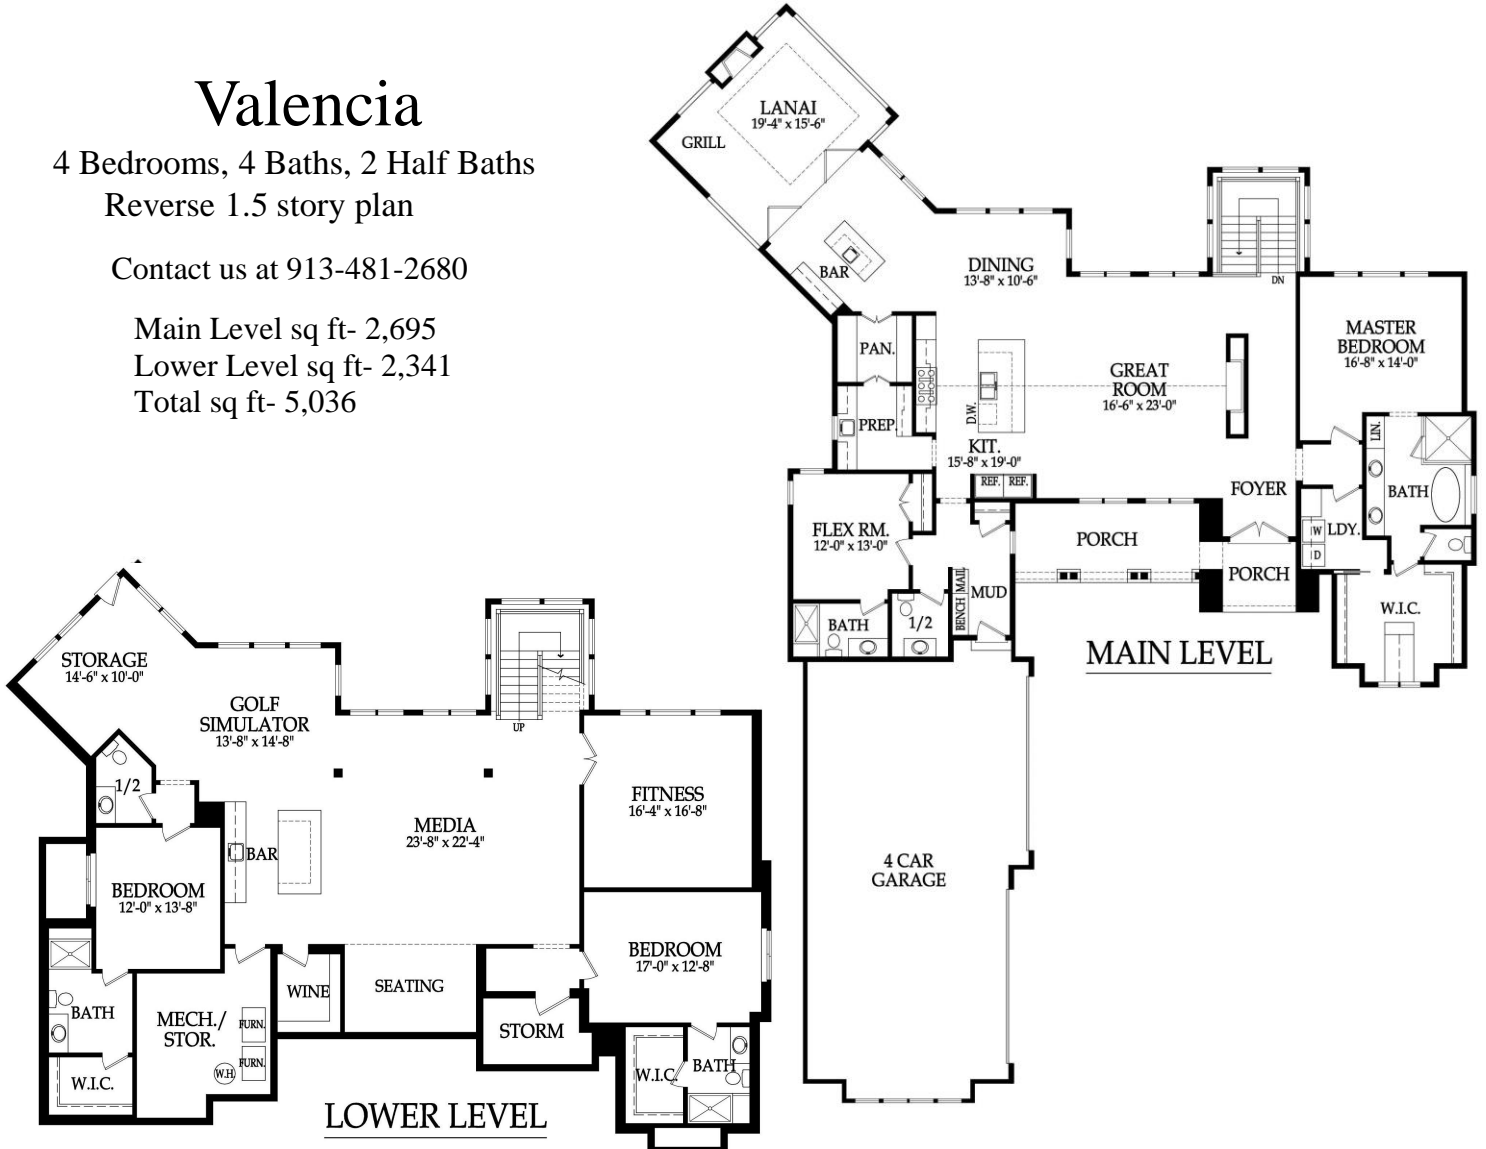 Valencia
4 Bedrooms, 4 Baths, 2 Half Baths
Reverse 1.5 story plan
Contact us at 913-481-2680
Main Level sq ft- 2,695
Lower Level sq ft- 2,341
Total sq ft- 5,036
LANAI
19'-4" x 15'-6"
GRILL
BAR
DINING
13'-8" x 10'-6"
DN
MASTER
BEDROOM
16'-8" x 14'-0"
PAN.
GREAT
ROOM
16'-6" x 23'-0"
D.W.
PREP.
KIT.
15'-8" x 19'-0"
REF. REF.
LIN.
BATH
FOYER
FLEX RM.
12'-0" x 13'-0"
PORCH
W
D
LDY.
PORCH
MUD
BENCH MAIL
BATH
1/2
W.I.C.
MAIN LEVEL
4 CAR
GARAGE
STORAGE
14'-6" x 10'-0"
GOLF
SIMULATOR
13'-8" x 14'-8"
UP
1/2
FITNESS
16'-4" x 16'-8"
MEDIA
23'-8" x 22'-4"
BAR
BEDROOM
12'-0" x 13'-8"
BEDROOM
17'-0" x 12'-8"
WINE
SEATING
BATH
MECH./
STOR.
FURN.
FURN.
W.H.
STORM
W.I.C.
W.I.C.
BATH
LOWER LEVEL